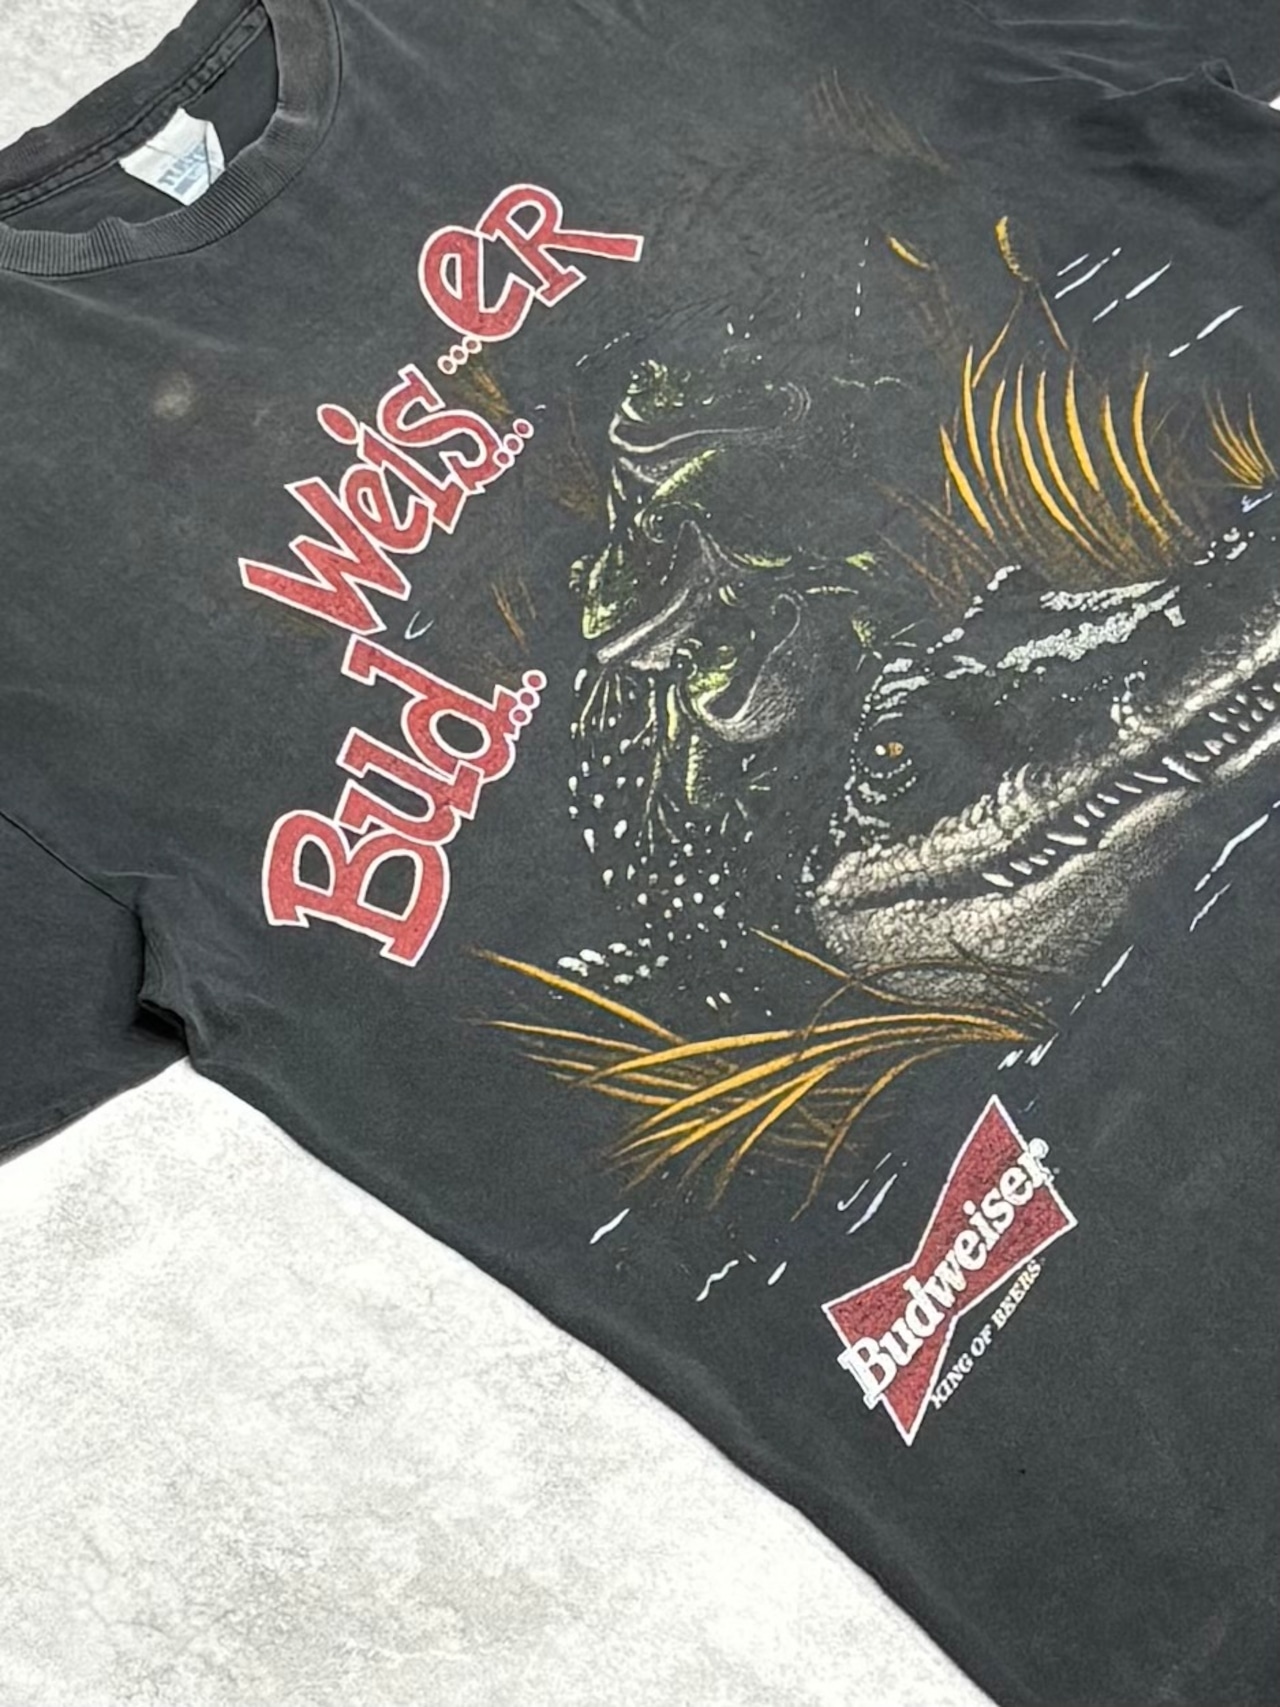 Bud...
Weis...
...eR
Budweiser®
KING OF BEERS